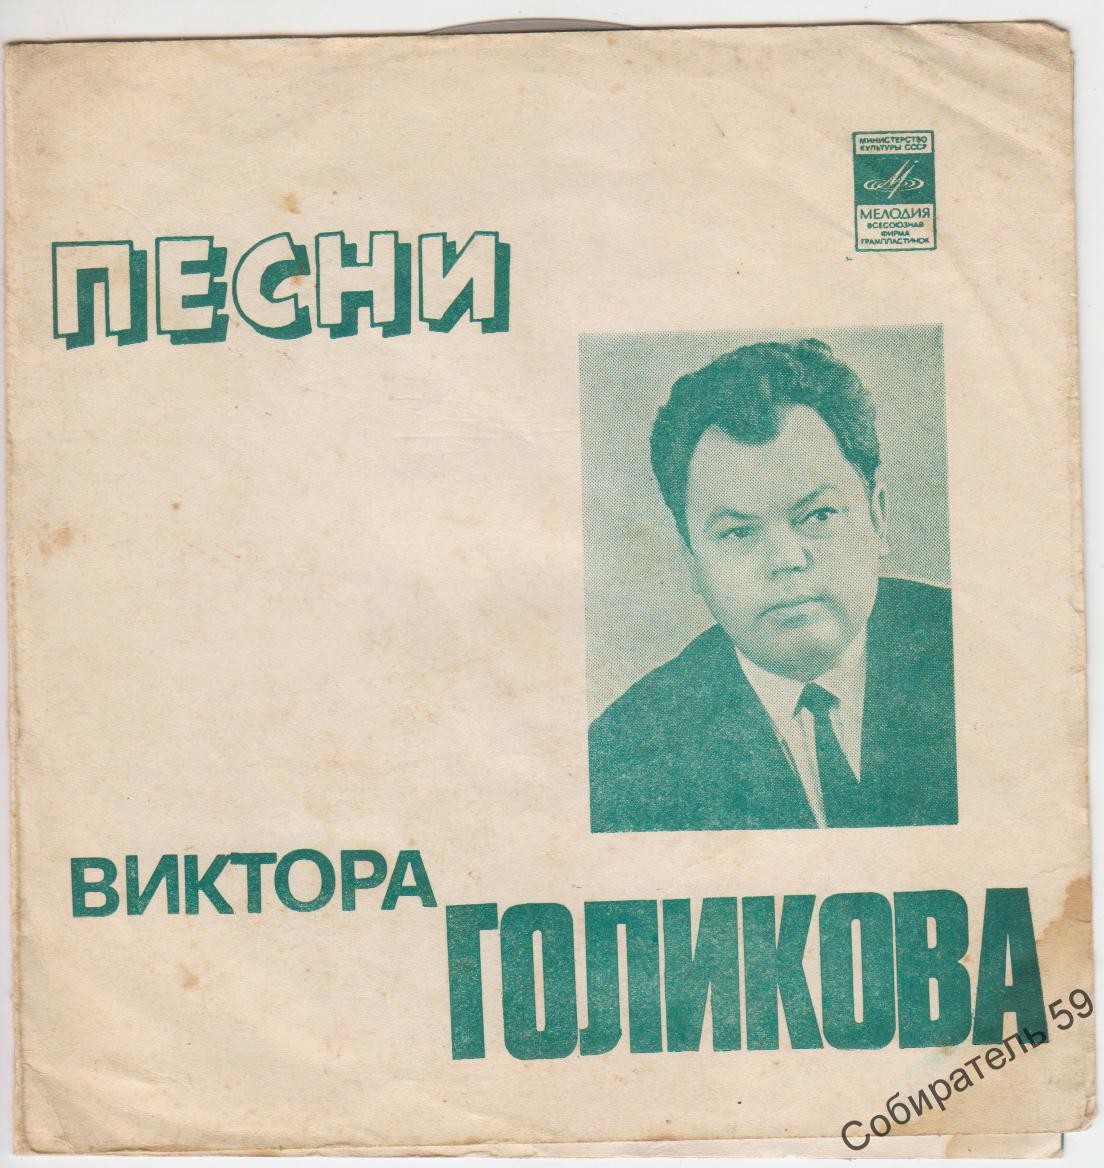 МИНИСТЕРСТВО
КУЛЬТУРЫ СССР
МЕЛОДИЯ
ВСЕСОЮЗНАЯ
ФИРМА
ГРАМПЛАСТИНОК
ПЕСНИ
ВИКТОРА
ГОЛИКОВА
Собиратель 59